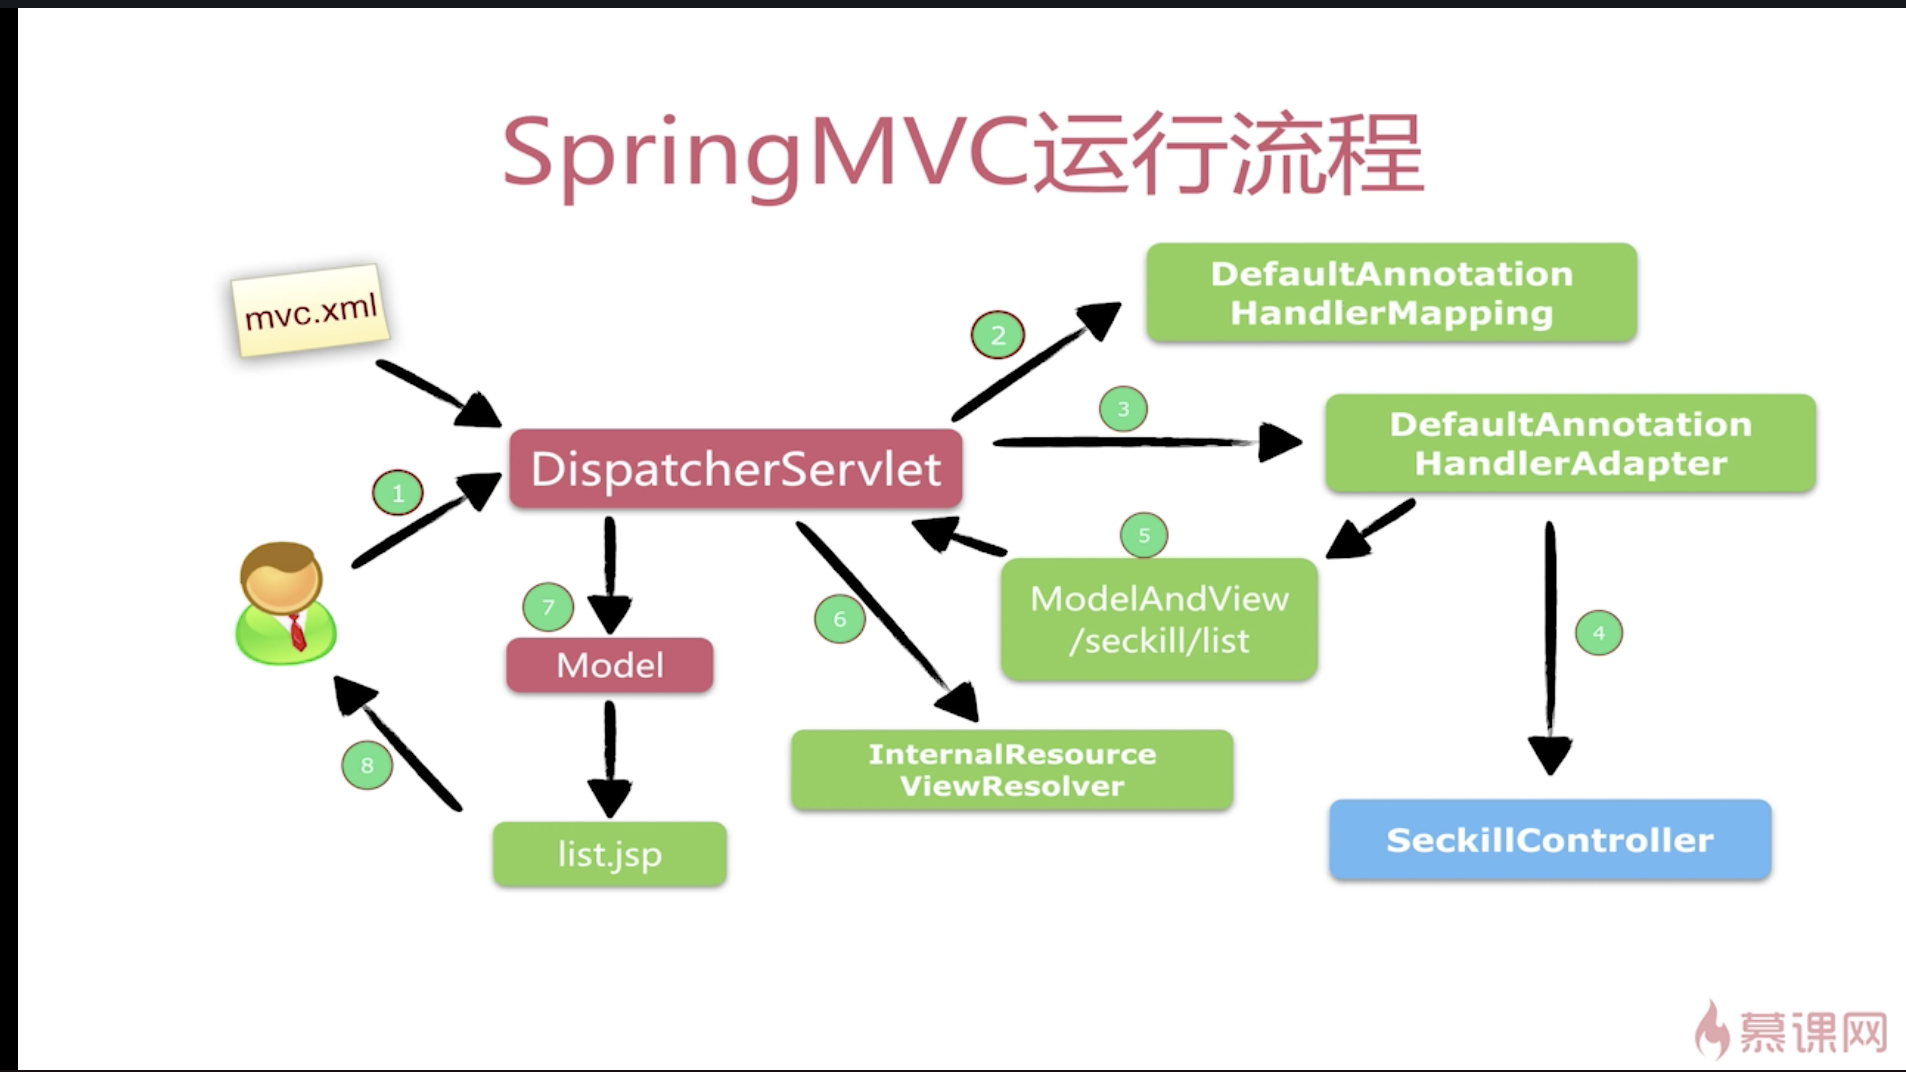 SpringMVC运行流程
mvc.xml
DefaultAnnotation
HandlerMapping
2
3
DefaultAnnotation
HandlerAdapter
DispatcherServlet
1
5
ModelAndView
/seckill/list
7
6
4
Model
InternalResource
ViewResolver
8
SeckillController
list.jsp
慕课网